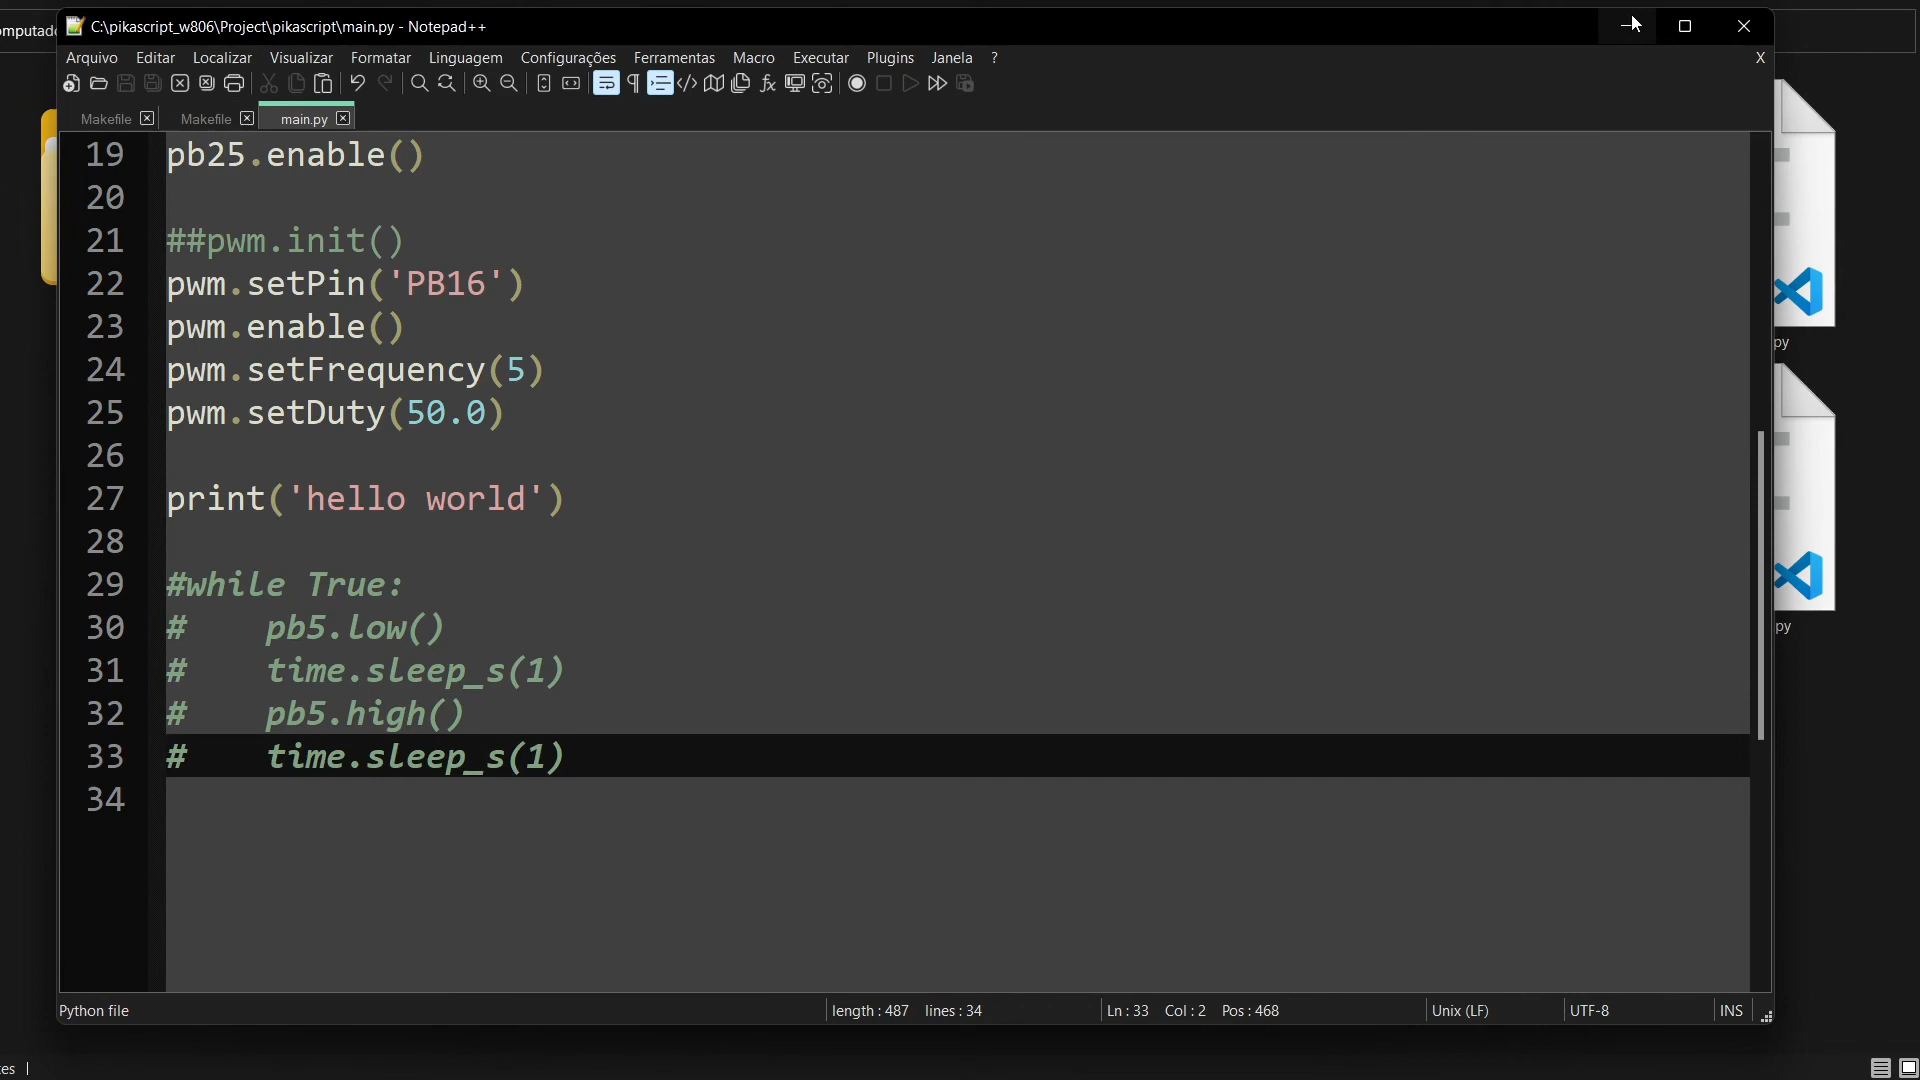 omputado
C:\pikascript_w806\Project\pikascript\main.py - Notepad++
Arquivo Editar Localizar Visualizar Formatar Linguagem Configurações Ferramentas Macro Executar Plugins Janela ? X
Makefile Makefile main.py
19 pb25.enable()
20
21 ##pwm.init()
22 pwm.setPin('PB16')
23 pwm.enable()
24 pwm.setFrequency(5)
25 pwm.setDuty(50.0)
26
27 print('hello world')
28
29 #while True:
30 #    pb5.low()
31 #    time.sleep_s(1)
32 #    pb5.high()
33 #    time.sleep_s(1)
34
py
py
Python file length : 487 lines : 34 Ln : 33 Col : 2 Pos : 468 Unix (LF) UTF-8 INS
es